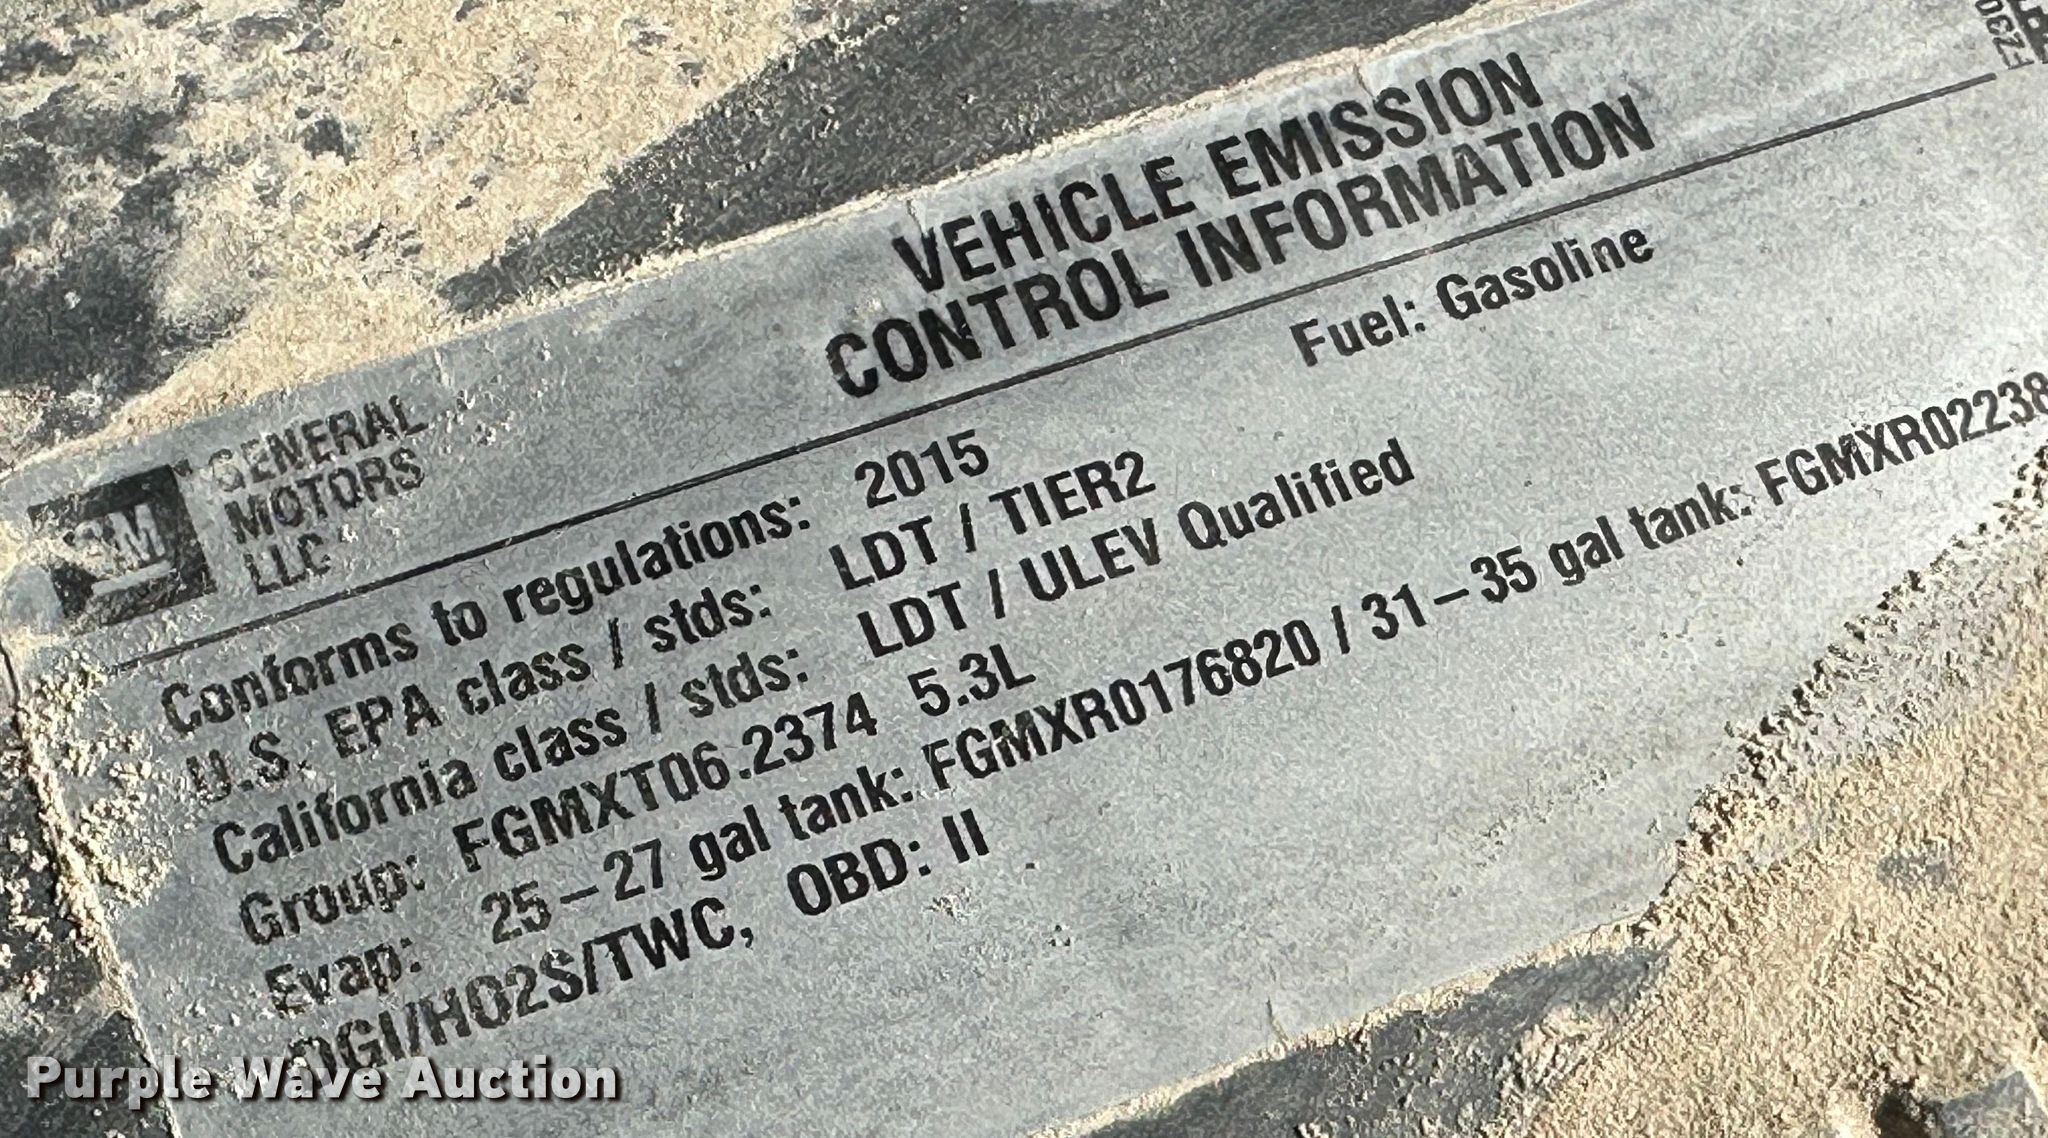 GM
GENERAL
MOTORS
LLC
VEHICLE EMISSION
CONTROL INFORMATION
Conforms to regulations: 2015 Fuel: Gasoline
U.S. EPA class / stds: LDT / TIER2
California class / stds: LDT / ULEV Qualified
Group: FGMXT06.2374 5.3L
Evap: 25-27 gal tank: FGMXR0176820 / 31-35 gal tank: FGMXR02238
DGI/HO2S/TWC, OBD: II
Purple Wave Auction